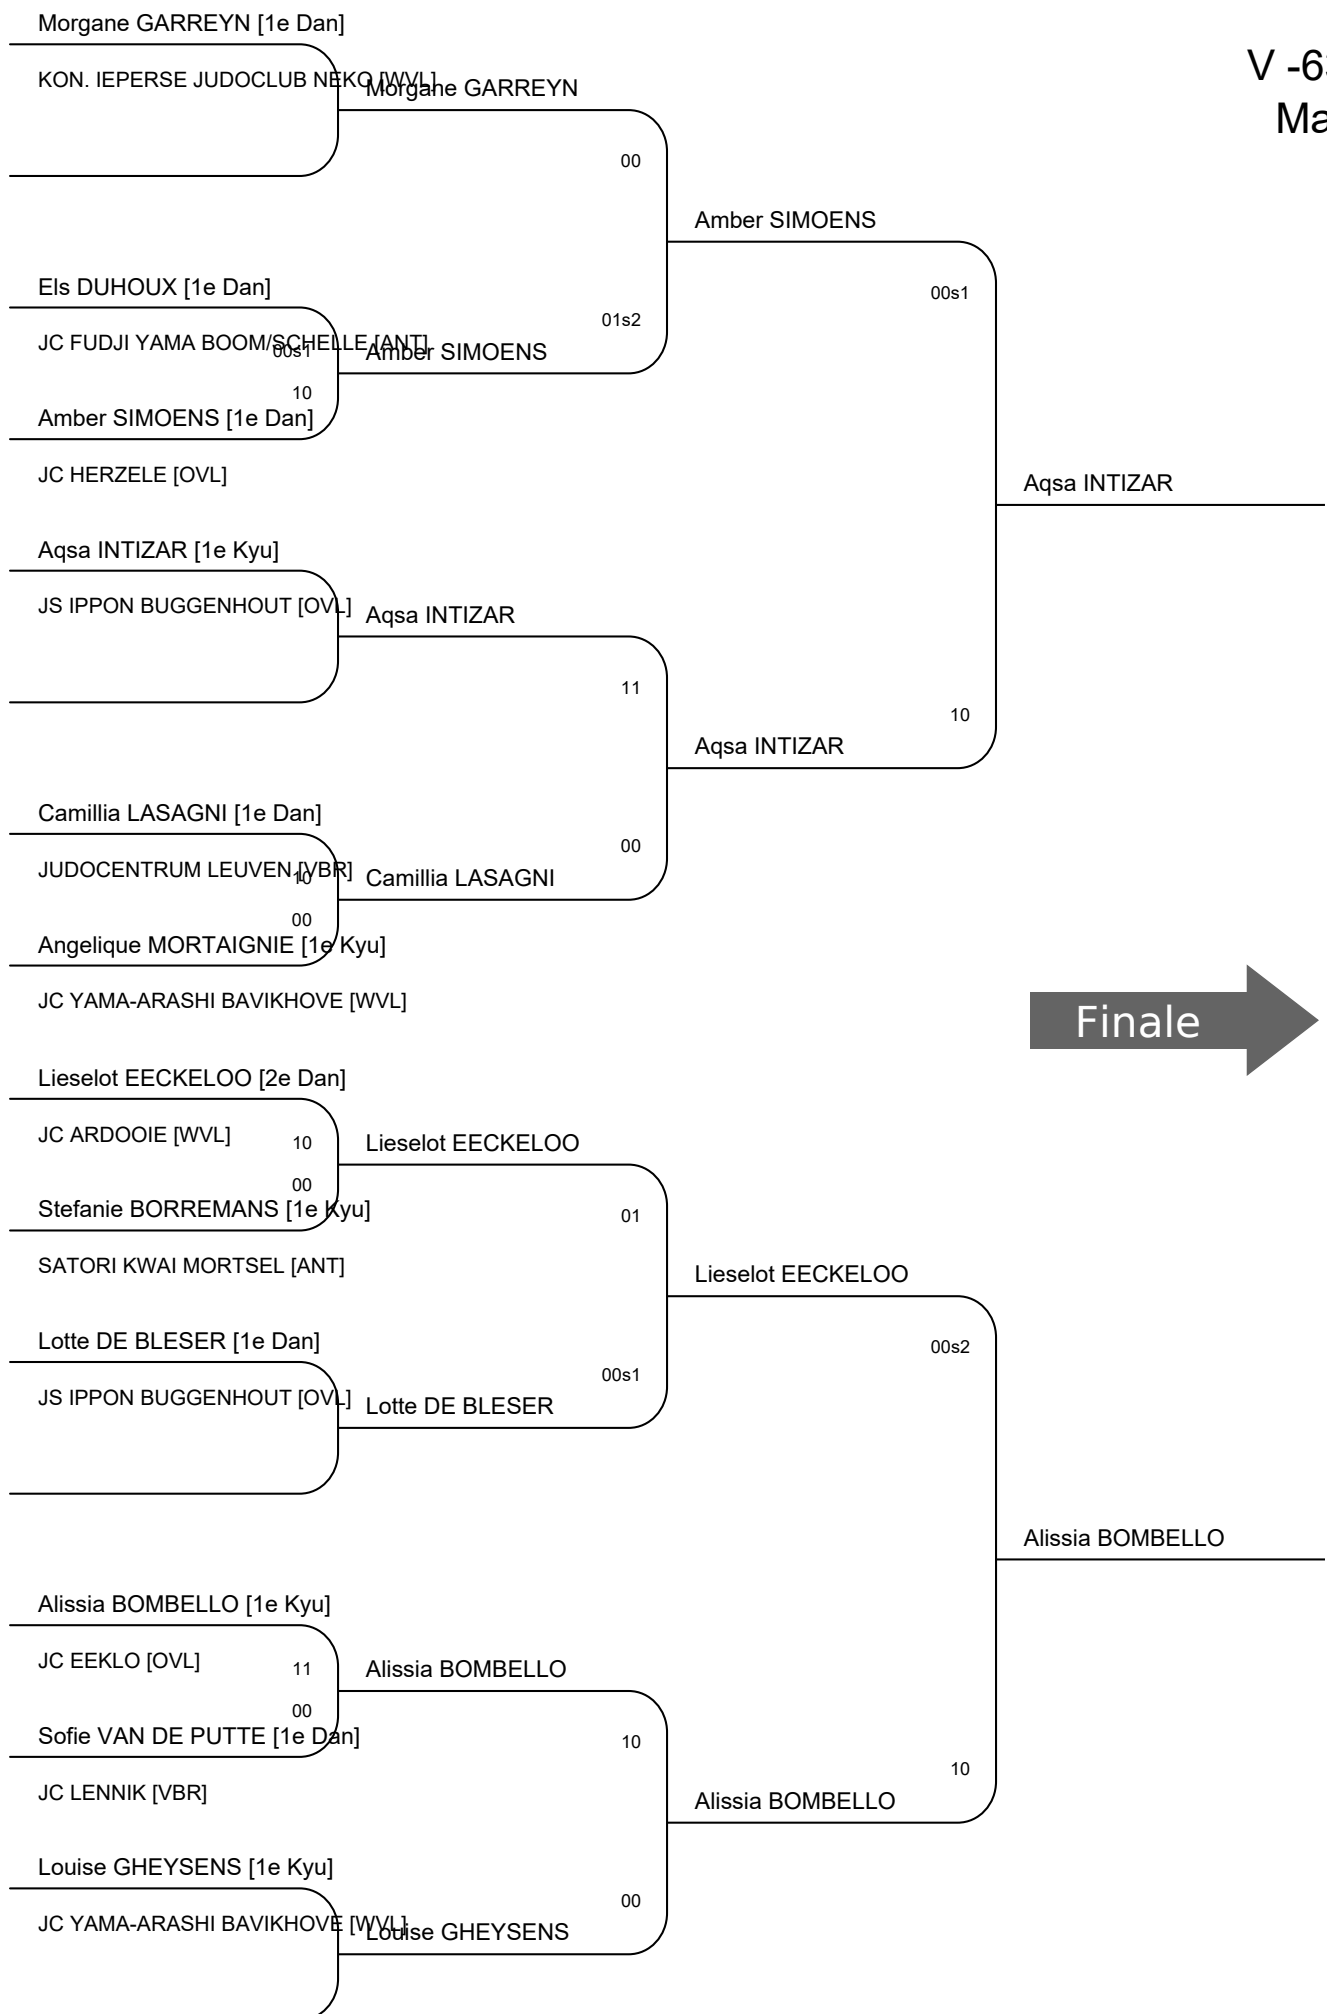 Morgane GARREYN [1e Dan]
KON. IEPERSE JUDOCLUB NEKO [WVL]
Morgane GARREYN
V -63
Ma
00
Amber SIMOENS
Els DUHOUX [1e Dan]
00s1
01s2
JC FUDJI YAMA BOOM/SCHELLE [ANT]
00s1
Amber SIMOENS
10
Amber SIMOENS [1e Dan]
JC HERZELE [OVL]
Aqsa INTIZAR
Aqsa INTIZAR [1e Kyu]
JS IPPON BUGGENHOUT [OVL]
Aqsa INTIZAR
11
10
Aqsa INTIZAR
Camillia LASAGNI [1e Dan]
00
JUDOCENTRUM LEUVEN [VBR]
10
Camillia LASAGNI
00
Angelique MORTAIGNIE [1e Kyu]
JC YAMA-ARASHI BAVIKHOVE [WVL]
Finale
Lieselot EECKELOO [2e Dan]
JC ARDOOIE [WVL]
10
Lieselot EECKELOO
00
Stefanie BORREMANS [1e Kyu]
01
SATORI KWAI MORTSEL [ANT]
Lieselot EECKELOO
Lotte DE BLESER [1e Dan]
00s2
00s1
JS IPPON BUGGENHOUT [OVL]
Lotte DE BLESER
Alissia BOMBELLO
Alissia BOMBELLO [1e Kyu]
JC EEKLO [OVL]
11
Alissia BOMBELLO
00
Sofie VAN DE PUTTE [1e Dan]
10
10
JC LENNIK [VBR]
Alissia BOMBELLO
Louise GHEYSENS [1e Kyu]
00
JC YAMA-ARASHI BAVIKHOVE [WVL]
Louise GHEYSENS